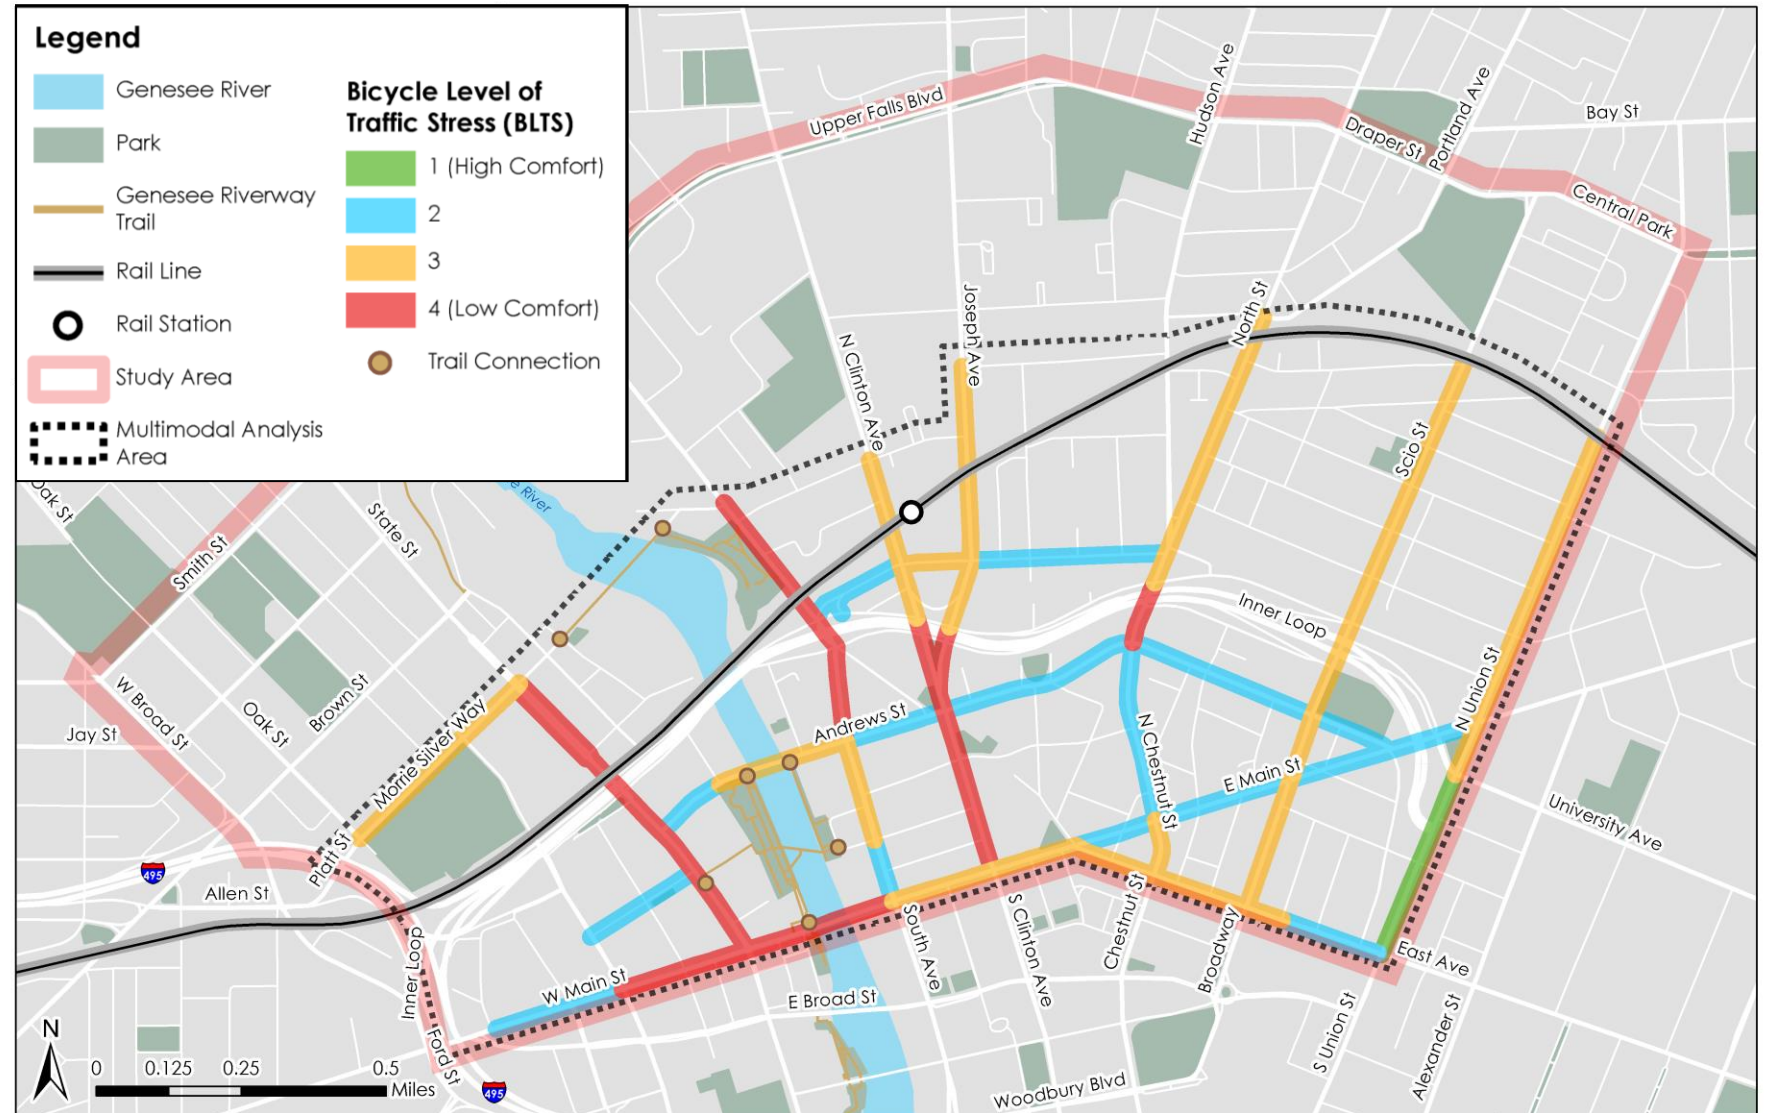 Legend
Genesee River
Park
Genesee Riverway
Trail
Rail Line
Rail Station
Study Area
Multimodal Analysis
Area
Bicycle Level of
Traffic Stress (BLTS)
1 (High Comfort)
2
3
4 (Low Comfort)
Trail Connection
Upper Falls Blvd
Hudson Ave
Portland Ave
Bay St
Draper St
Central Park
Joseph Ave
North St
N Clinton Ave
Scio St
Oak St
State St
e River
Smith St
Inner Loop
N Union St
W Broad St
Oak St
Brown St
Jay St
Morrie Silver Way
Andrews St
N Chestnut St
E Main St
University Ave
Platt St
495
Allen St
Inner Loop
W Main St
South Ave
S Clinton Ave
Chestnut St
Broadway
East Ave
E Broad St
Ford St
S Union St
Alexander St
Woodbury Blvd
495
N
0 0.125 0.25 0.5
Miles